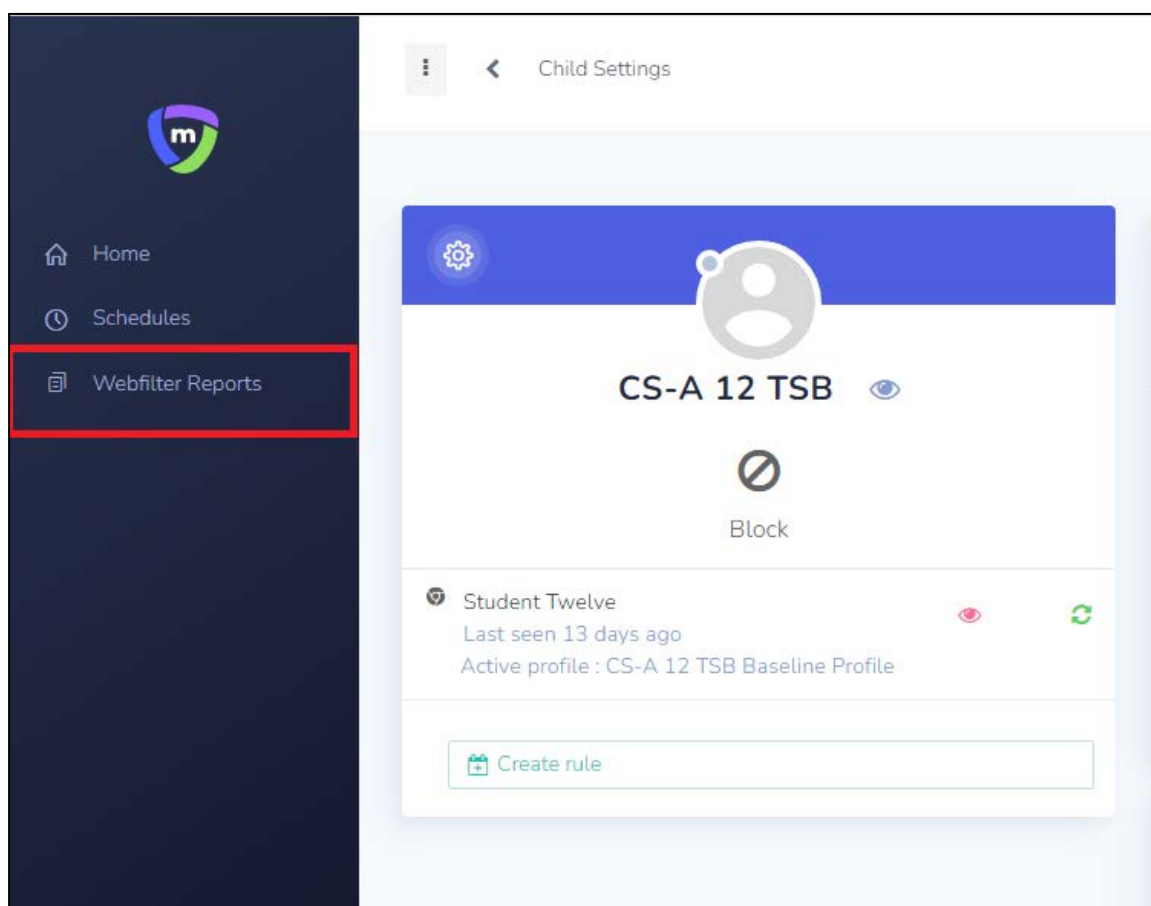 Child Settings
m
Home
Schedules
Webfilter Reports
CS-A 12 TSB
Block
Student Twelve
Last seen 13 days ago
Active profile : CS-A 12 TSB Baseline Profile
Create rule